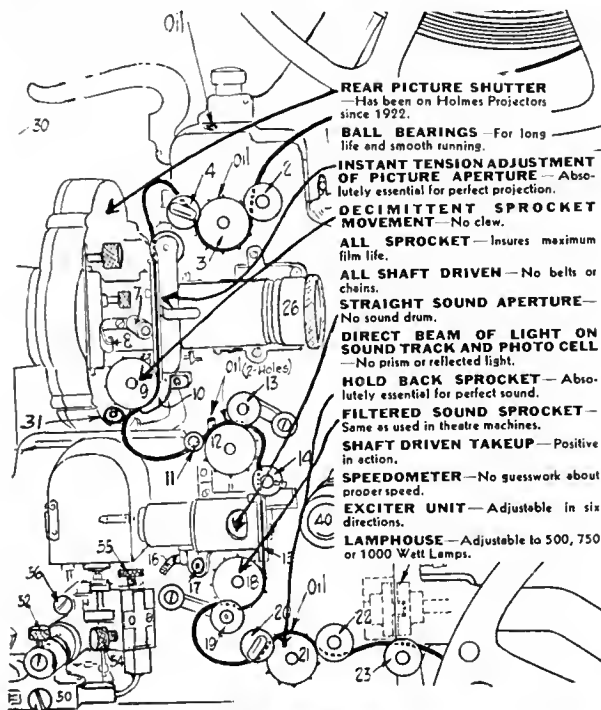 Oil
30
REAR PICTURE SHUTTER
—Has been on Holmes Projectors
since 1922.
BALL BEARINGS—For long
life and smooth running.
INSTANT TENSION ADJUSTMENT
OF PICTURE APERTURE—Abso-
lutely essential for perfect projection.
DECIMITTENT SPROCKET
MOVEMENT—No clew.
ALL SPROCKET—Insures maximum
film life.
ALL SHAFT DRIVEN—No belts or
chains.
STRAIGHT SOUND APERTURE—
No sound drum.
DIRECT BEAM OF LIGHT ON
SOUND TRACK AND PHOTO CELL
—No prism or reflected light.
HOLD BACK SPROCKET—Abso-
lutely essential for perfect sound.
FILTERED SOUND SPROCKET—
Same as used in theatre machines.
SHAFT DRIVEN TAKEUP—Positive
in action.
SPEEDOMETER—No guesswork about
proper speed.
EXCITER UNIT—Adjustable in six
directions.
LAMPHOUSE—Adjustable to 500, 750
or 1000 Watt Lamps.
4
Oil
2
3
26
7
8
9
10
Oil (2-Holes)
13
31
11
12
14
40
15
16
17
18
55
56
52
54
50
19
20
Oil
21
22
23